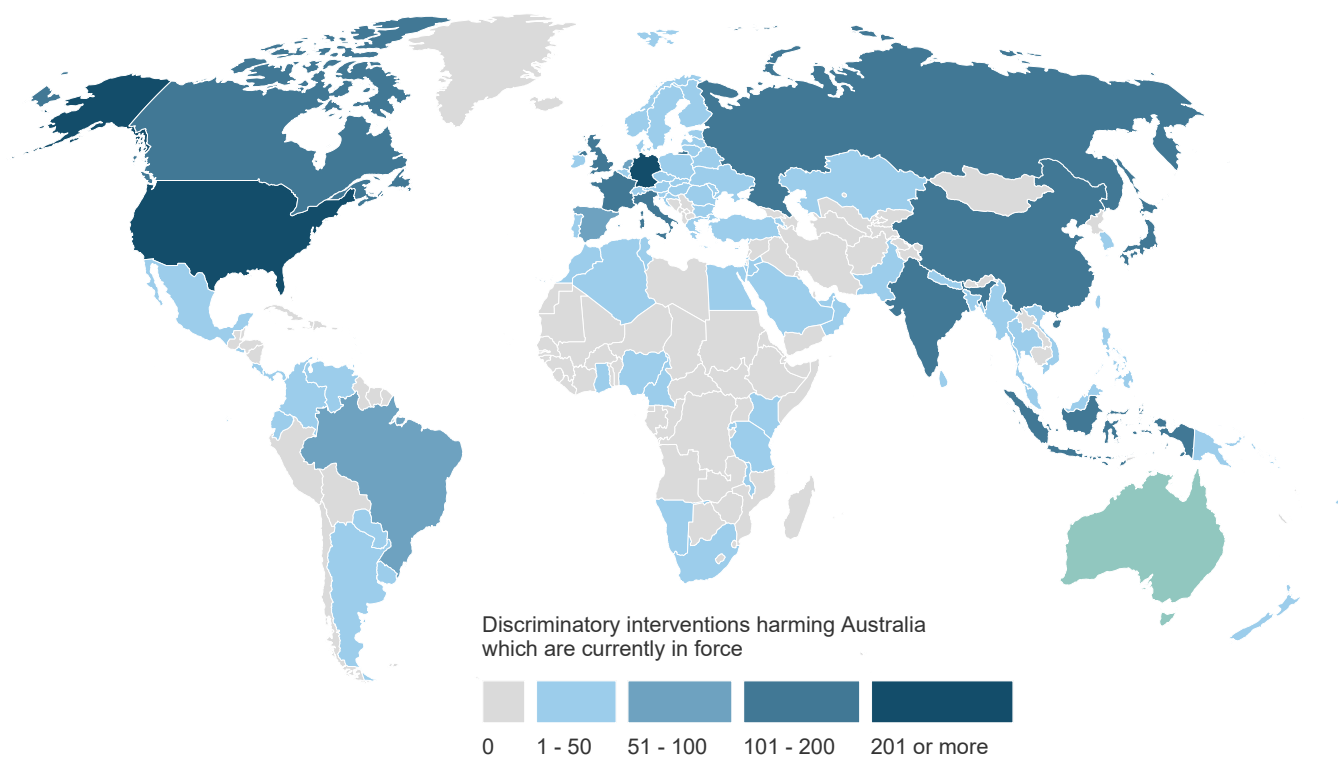 Discriminatory interventions harming Australia
which are currently in force
0 1 - 50 51 - 100 101 - 200 201 or more